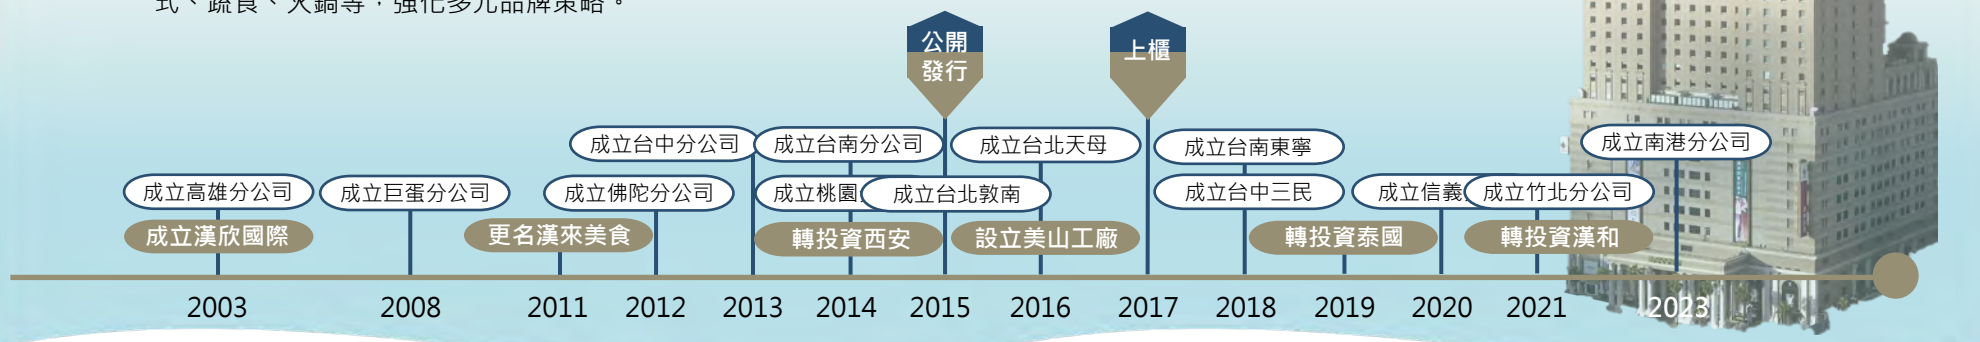 式、蔬食、火鍋等，強化多元品牌策略。
公開
發行
上櫃
成立台中分公司
成立台南分公司
成立台北天母
成立台南東寧
成立南港分公司
成立高雄分公司
成立巨蛋分公司
成立佛陀分公司
成立桃園
成立台北敦南
成立台中三民
成立信義
成立竹北分公司
成立漢欣國際
更名漢來美食
轉投資西安
設立美山工廠
轉投資泰國
轉投資漢和
2003 2008 2011 2012 2013 2014 2015 2016 2017 2018 2019 2020 2021 2023